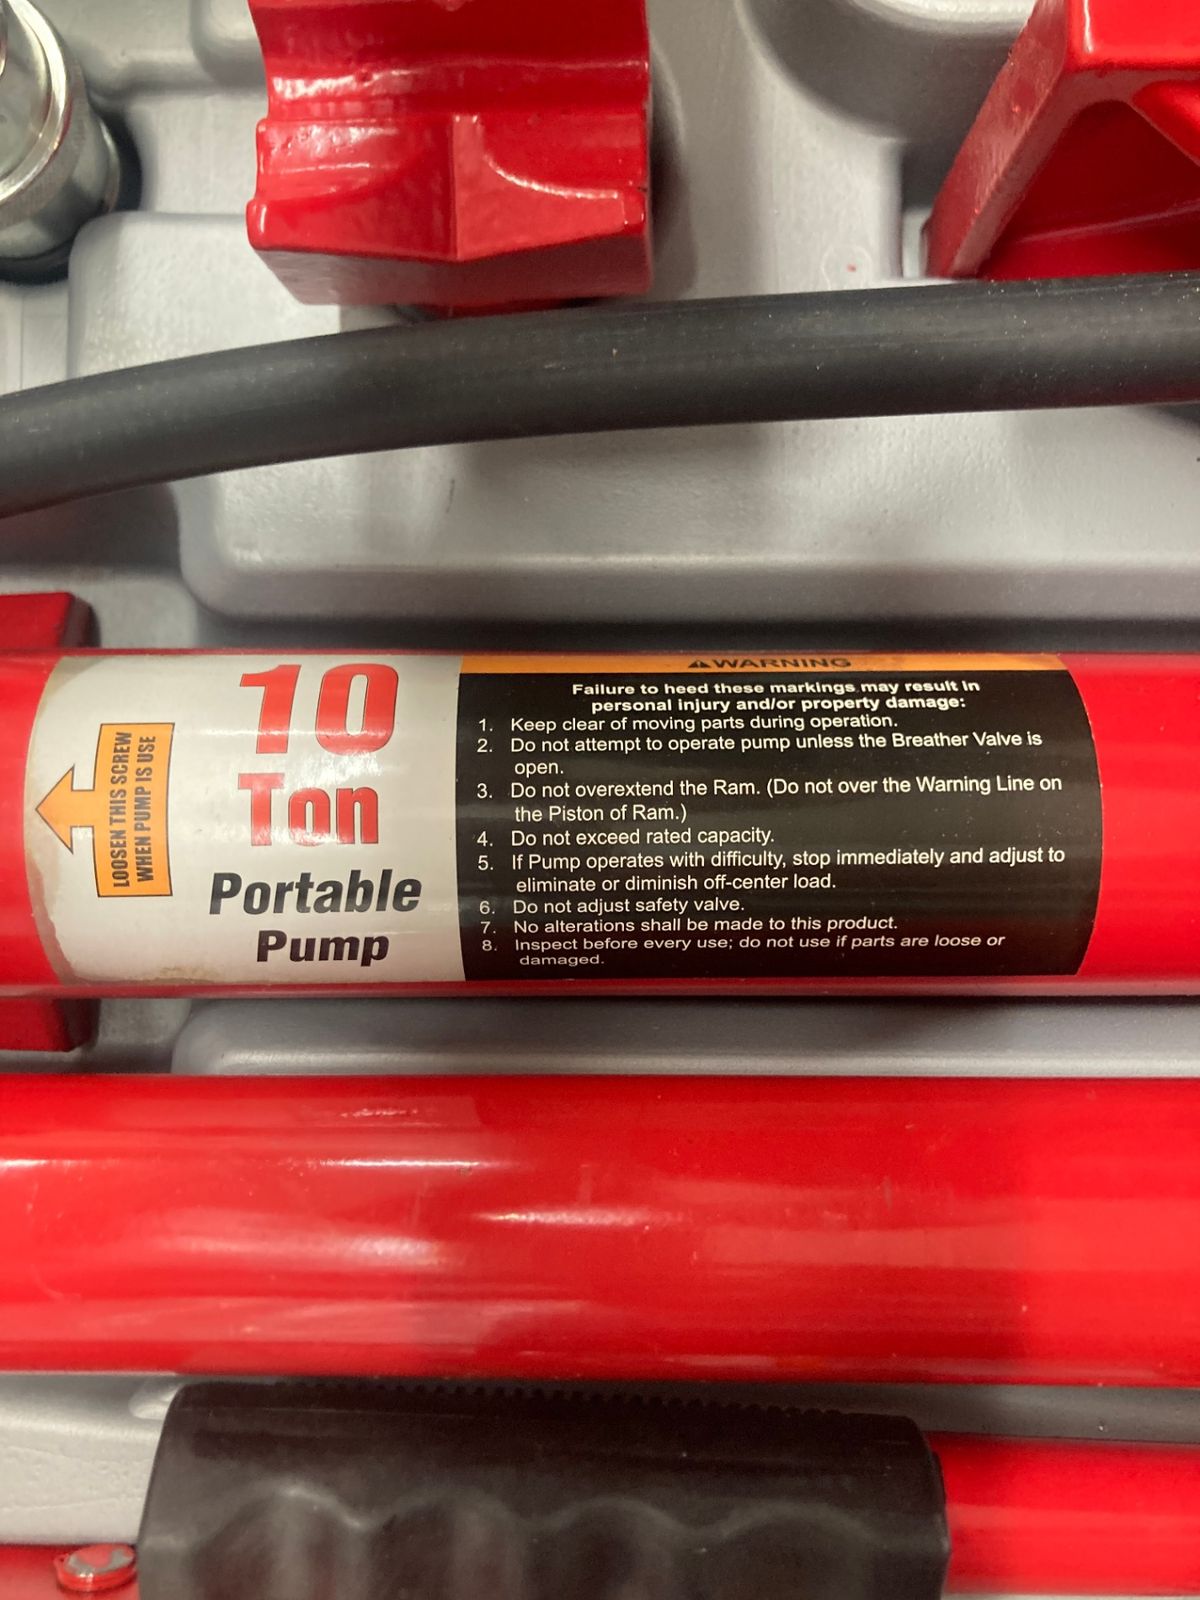 LOOSEN THIS SCREW
WHEN PUMP IS USE
10
Ton
Portable
Pump
WARNING
Failure to heed these markings may result in
personal injury and/or property damage:
1. Keep clear of moving parts during operation.
2. Do not attempt to operate pump unless the Breather Valve is
open.
3. Do not overextend the Ram. (Do not over the Warning Line on
the Piston of Ram.)
4. Do not exceed rated capacity.
5. If Pump operates with difficulty, stop immediately and adjust to
eliminate or diminish off-center load.
6. Do not adjust safety valve.
7. No alterations shall be made to this product.
8. Inspect before every use; do not use if parts are loose or
damaged.